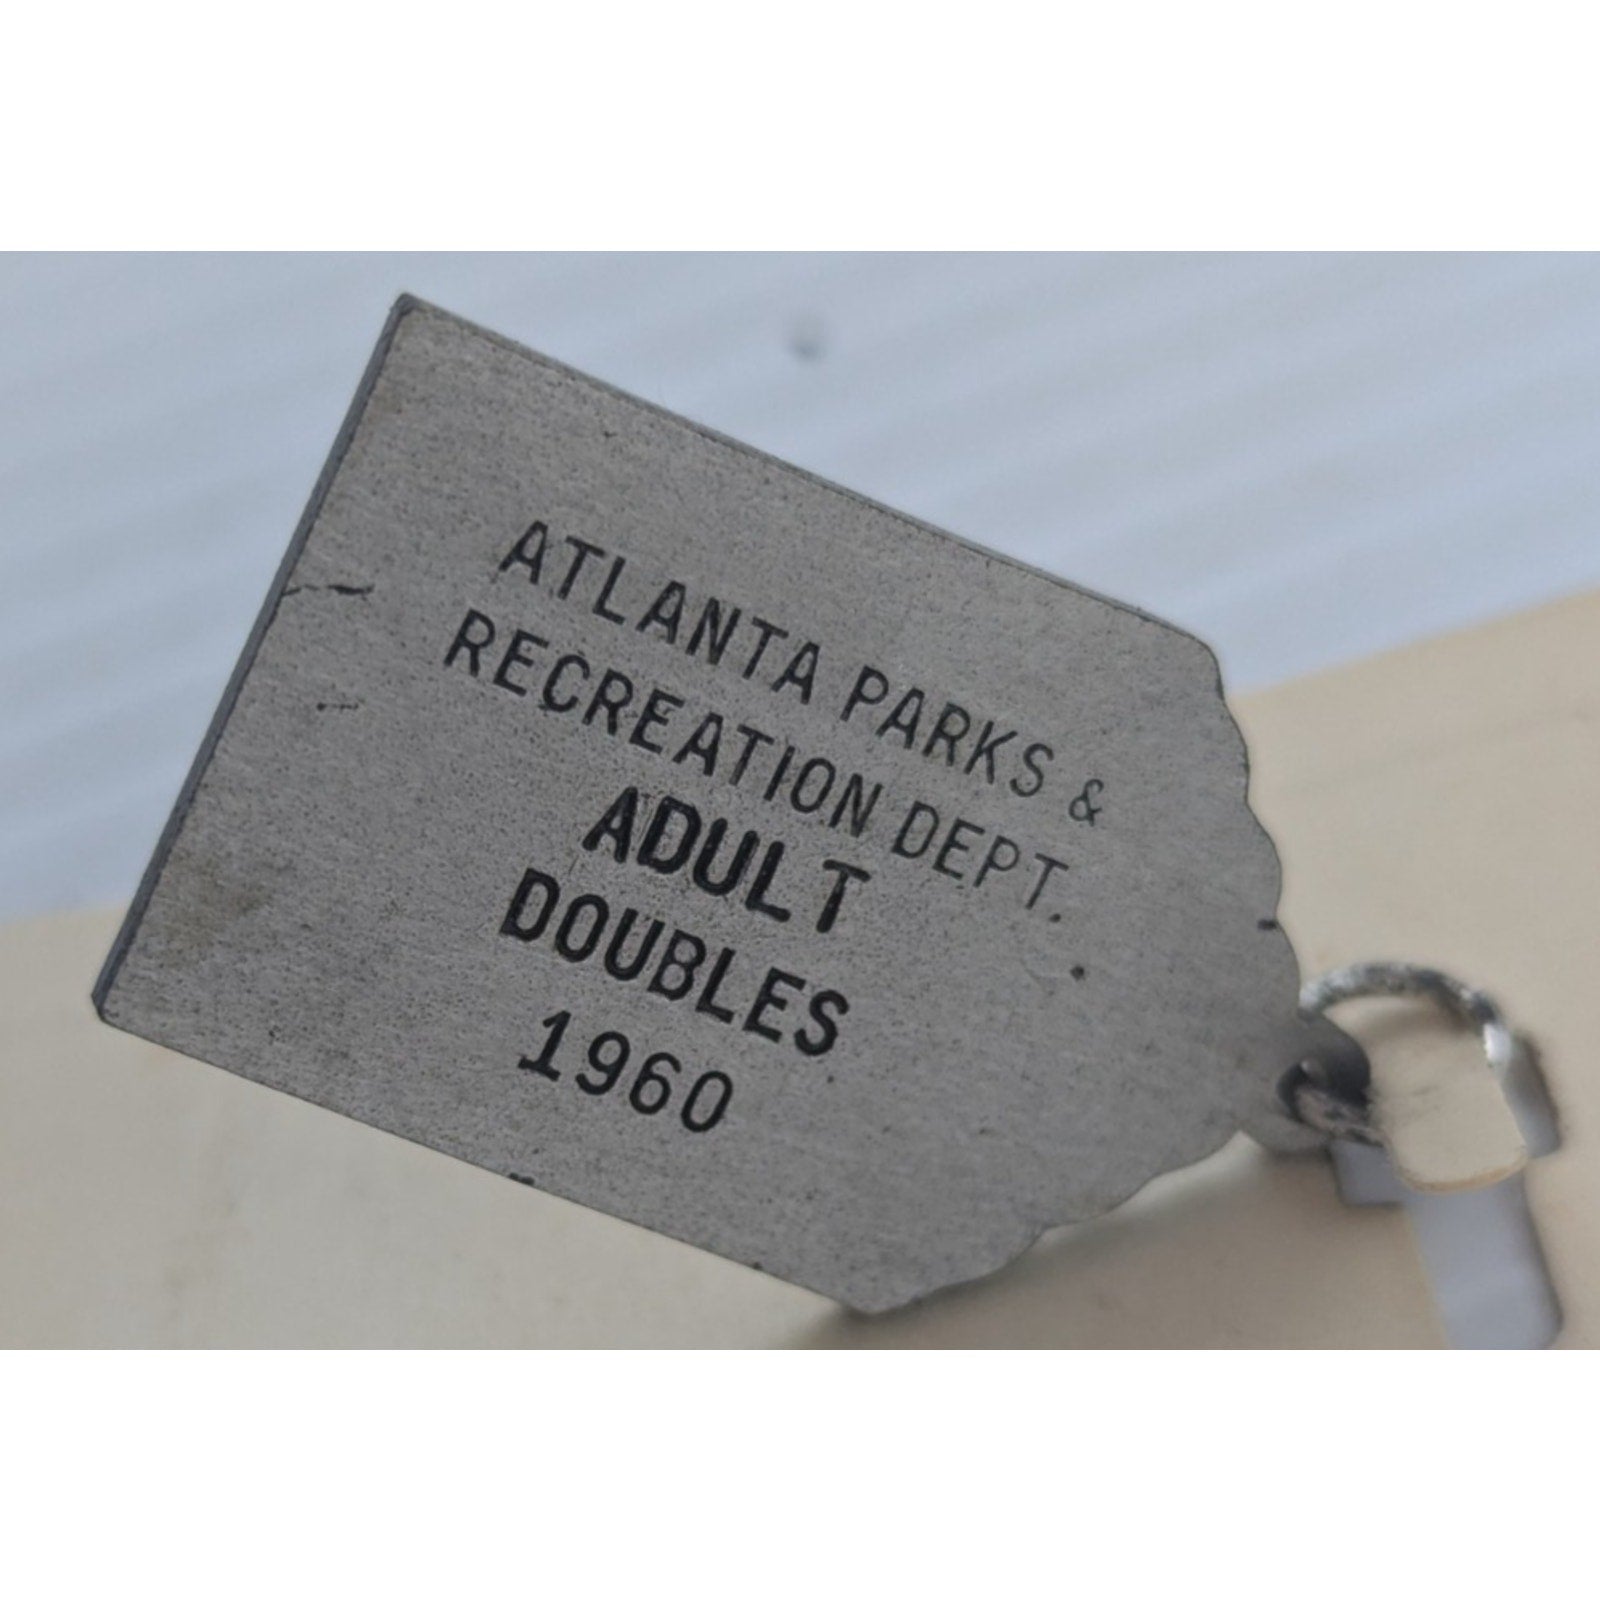 ATLANTA PARKS &
RECREATION DEPT.
ADULT
DOUBLES
1960